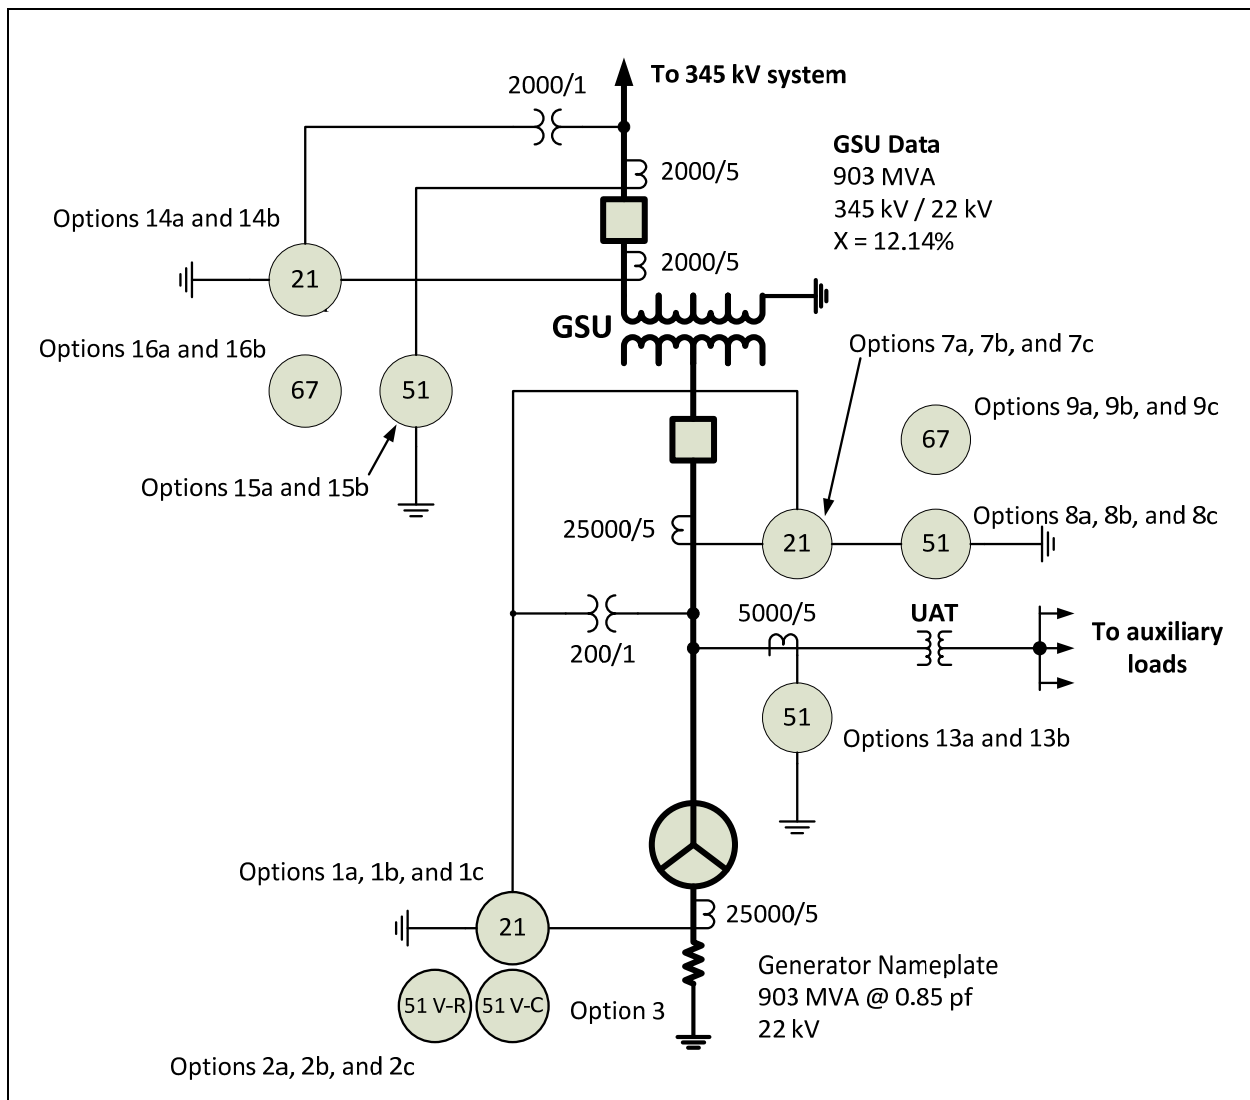 To 345 kV system
2000/1
GSU Data
903 MVA
345 kV / 22 kV
X = 12.14%
2000/5
Options 14a and 14b
2000/5
21
GSU
Options 16a and 16b
67
51
Options 7a, 7b, and 7c
Options 9a, 9b, and 9c
67
Options 15a and 15b
25000/5
21
51
Options 8a, 8b, and 8c
200/1
5000/5
UAT
To auxiliary
loads
51
Options 13a and 13b
Options 1a, 1b, and 1c
21
25000/5
Generator Nameplate
903 MVA @ 0.85 pf
22 kV
51 V-R
51 V-C
Option 3
Options 2a, 2b, and 2c